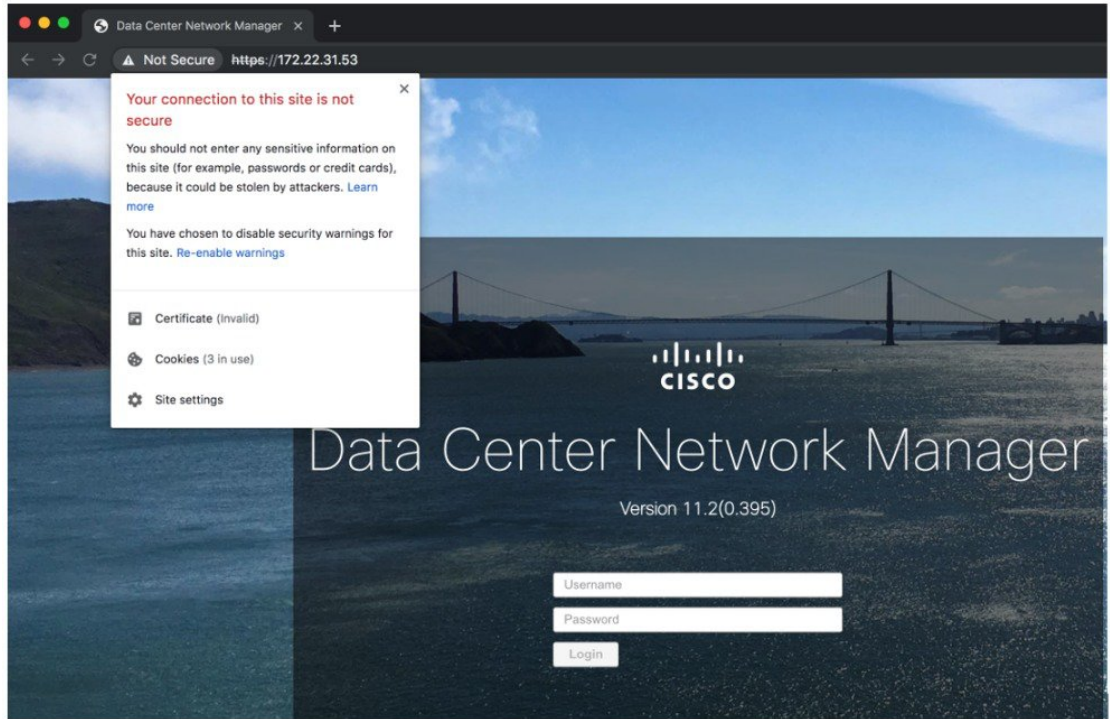 Data Center Network Manager
Not Secure https://172.22.31.53
Your connection to this site is not
secure
You should not enter any sensitive information on
this site (for example, passwords or credit cards),
because it could be stolen by attackers. Learn
more
You have chosen to disable security warnings for
this site. Re-enable warnings
Certificate (Invalid)
Cookies (3 in use)
Site settings
CISCO
Data Center Network Manager
Version 11.2(0.395)
Username
Password
Login